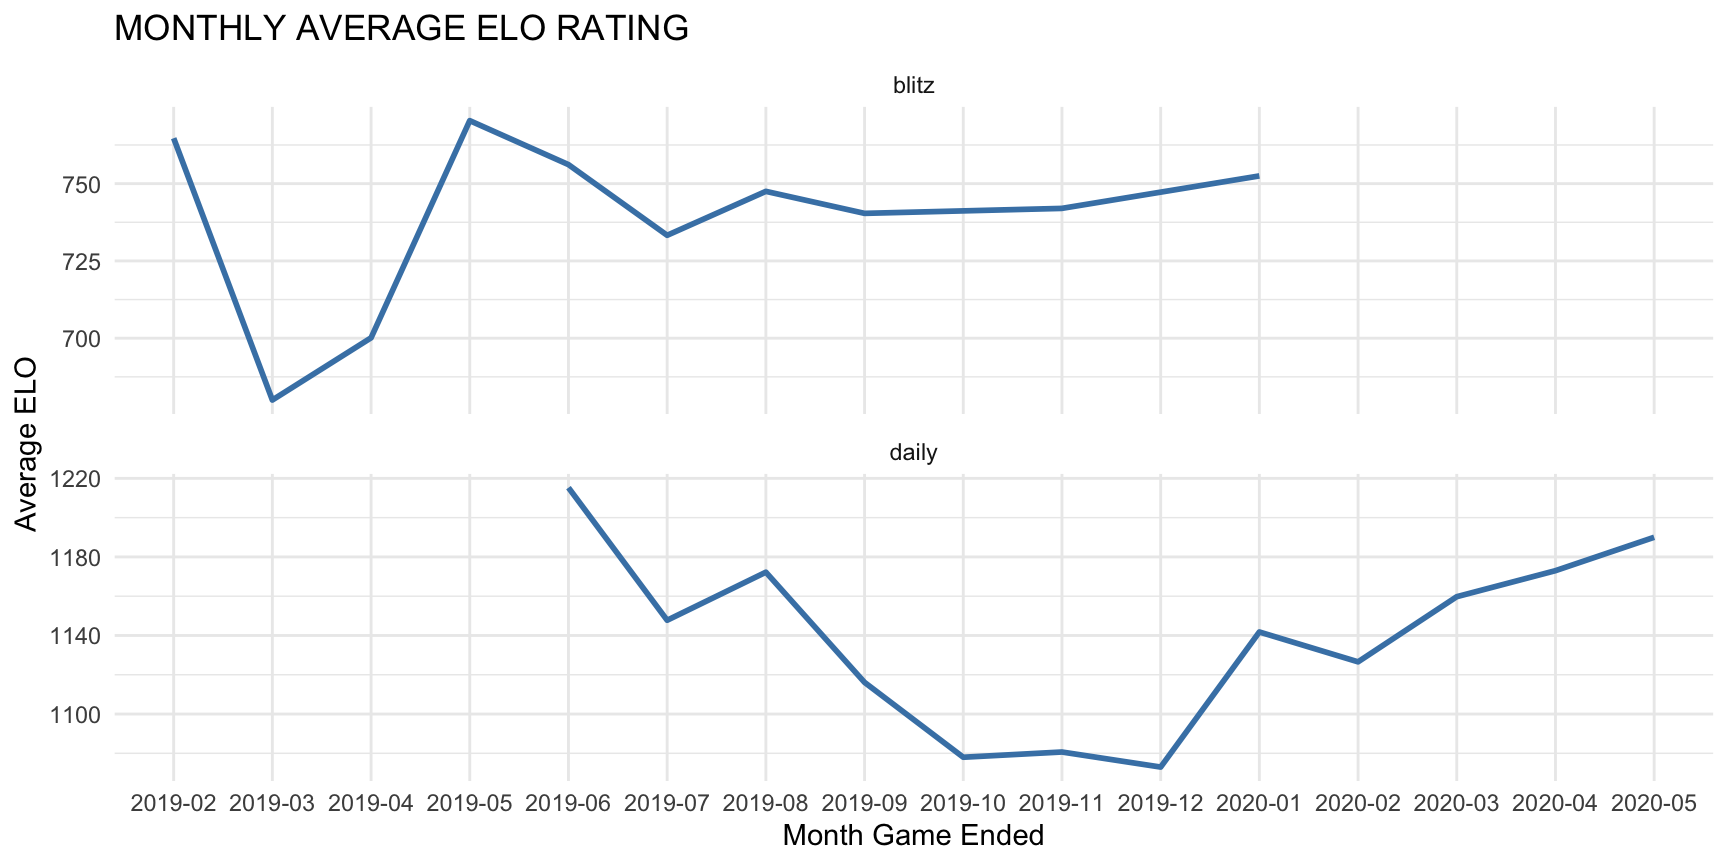 MONTHLY AVERAGE ELO RATING
blitz
750
725
700
Average ELO
daily
1220
1180
1140
1100
2019-02 2019-03 2019-04 2019-05 2019-06 2019-07 2019-08 2019-09 2019-10 2019-11 2019-12 2020-01 2020-02 2020-03 2020-04 2020-05
Month Game Ended